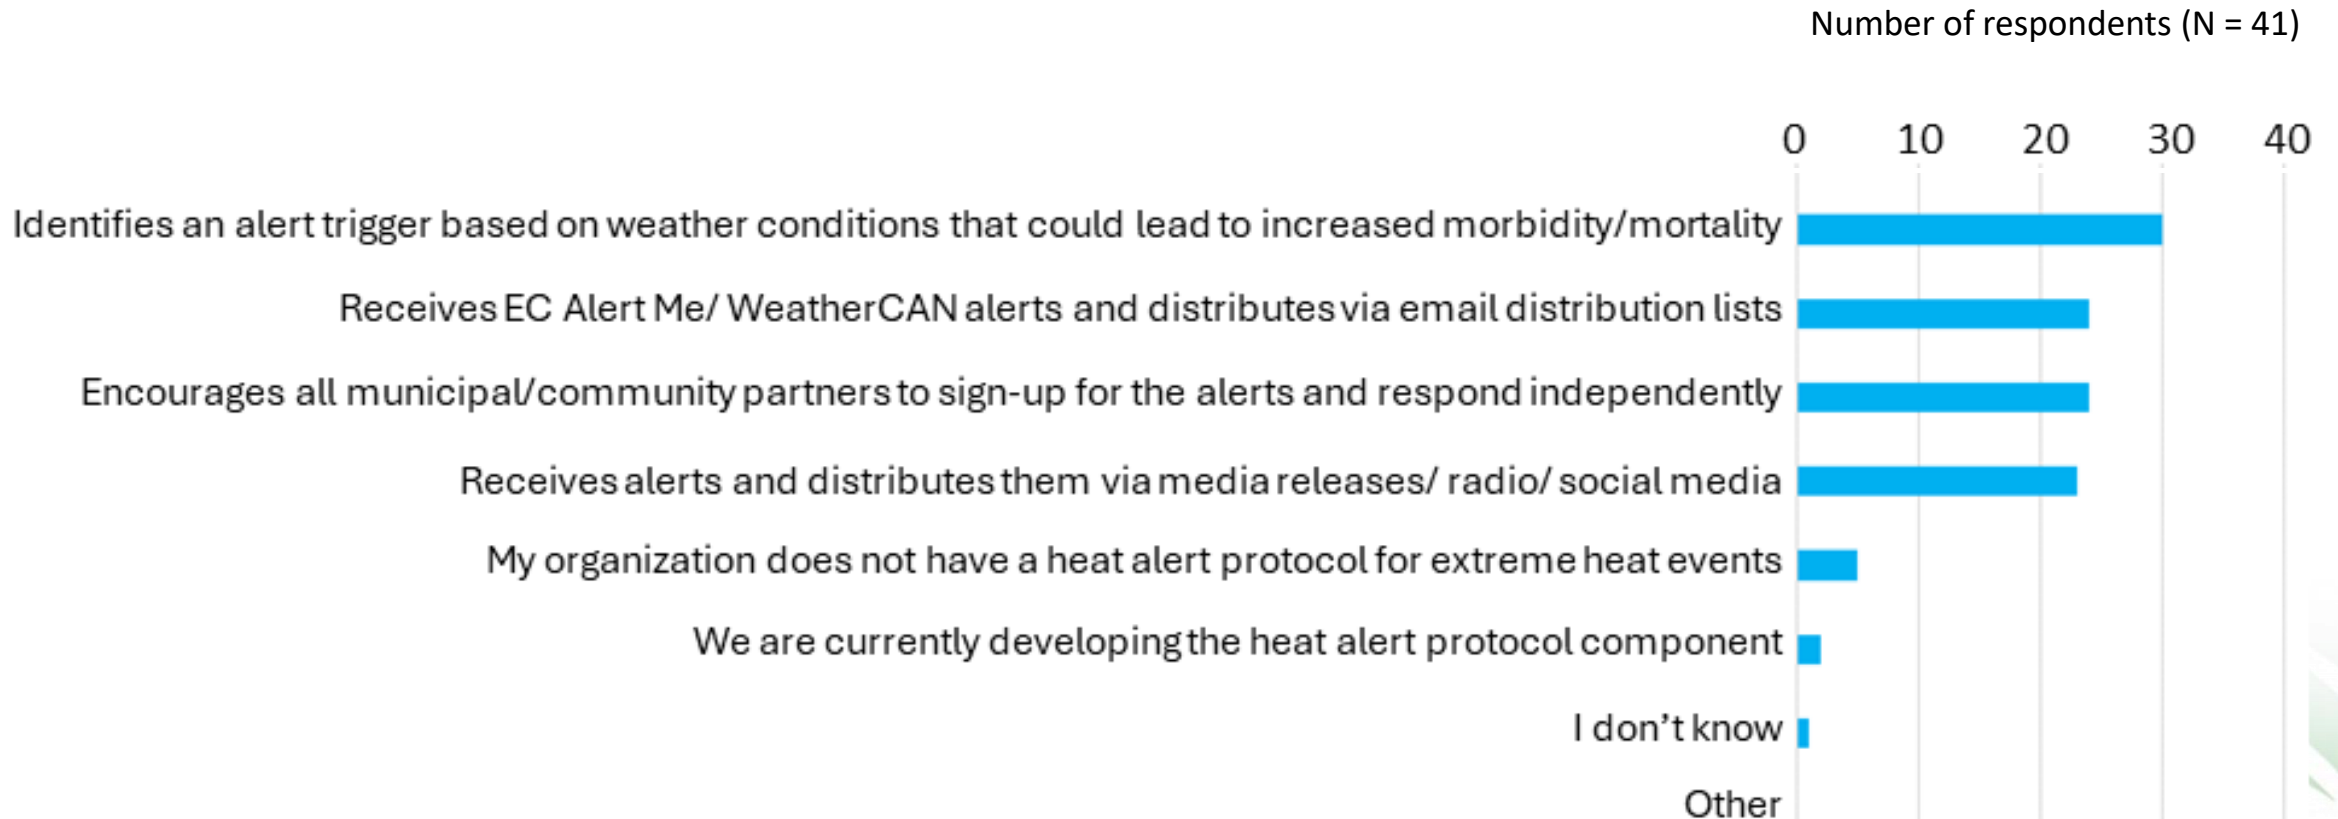 Number of respondents (N = 41)
0 10 20 30 40
Identifies an alert trigger based on weather conditions that could lead to increased morbidity/mortality
Receives EC Alert Me/ WeatherCAN alerts and distributes via email distribution lists
Encourages all municipal/community partners to sign-up for the alerts and respond independently
Receives alerts and distributes them via media releases/ radio/ social media
My organization does not have a heat alert protocol for extreme heat events
We are currently developing the heat alert protocol component
I don’t know
Other